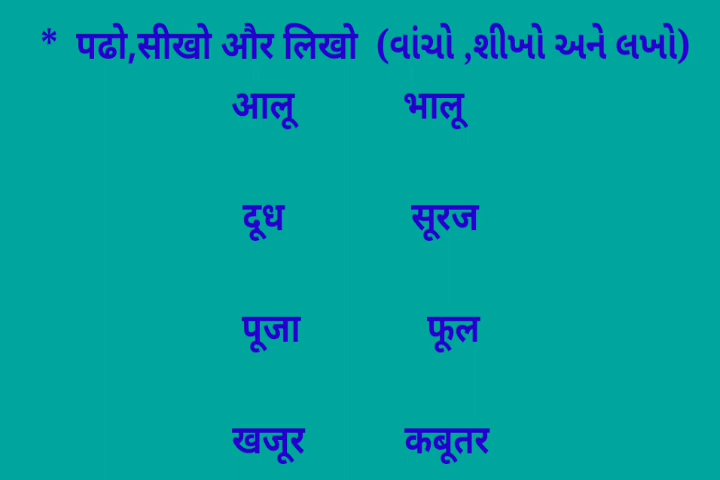 * पढो,सीखो और लिखो (વાંચો ,શીખો અને લખો)
आलू भालू
दूध सूरज
पूजा फूल
खजूर कबूतर